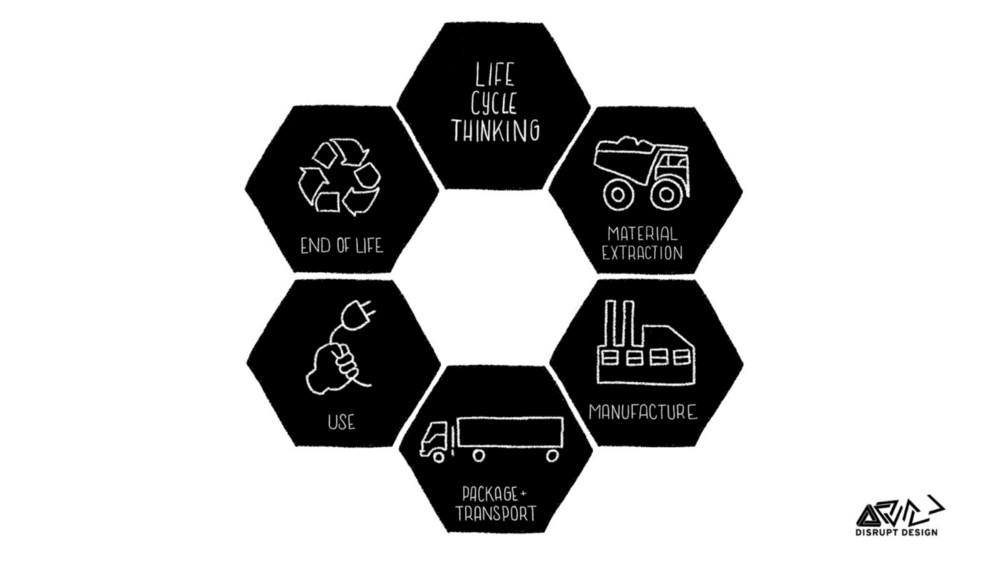 LIFE
CYCLE
THINKING
MATERIAL
EXTRACTION
MANUFACTURE
PACKAGE+
TRANSPORT
USE
END OF LIFE
DISRUPT DESIGN